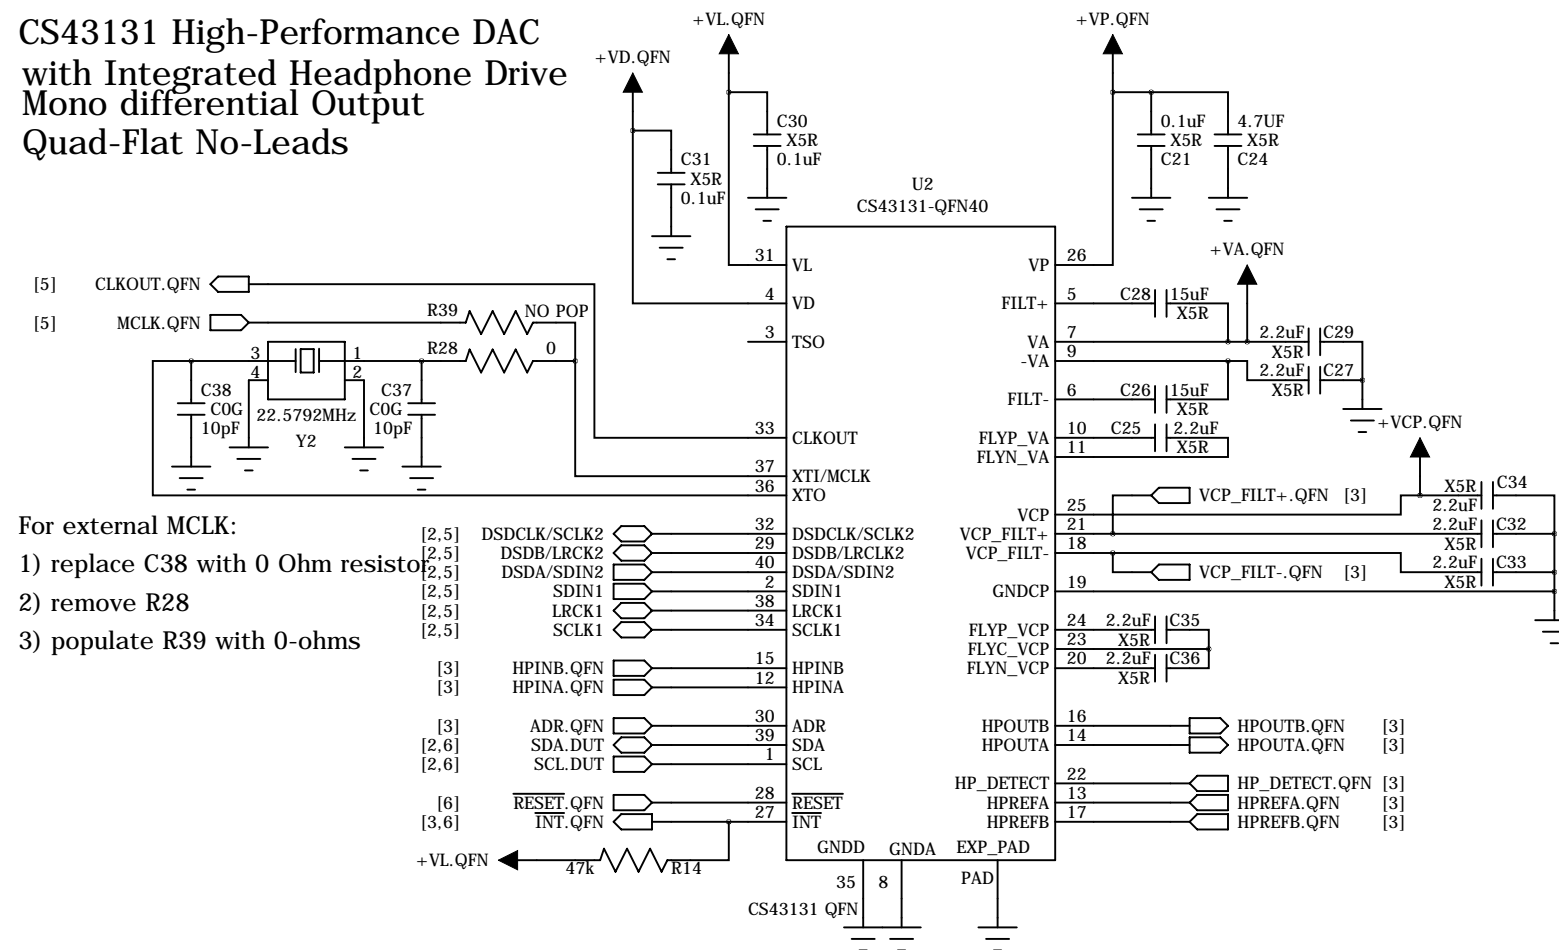 CS43131 High-Performance DAC
with Integrated Headphone Drive
Mono differential Output
Quad-Flat No-Leads
+VL.QFN
+VP.QFN
+VD.QFN
C30
X5R
0.1uF
0.1uF
X5R
C21
4.7UF
X5R
C24
C31
X5R
0.1uF
U2
CS43131-QFN40
+VA.QFN
31 VL
VP 26
[5] CLKOUT.QFN
4 VD
FILT+ 5
C28 15uF
X5R
[5] MCLK.QFN
R39 NO POP
3 TSO
VA 7
-VA 9
2.2uF C29
X5R
2.2uF C27
X5R
R28 0
3 1
4 2
C38
C0G
10pF
22.5792MHz
Y2
C37
C0G
10pF
FILT- 6
C26 15uF
X5R
33 CLKOUT
FLYP_VA 10
FLYN_VA 11
C25 2.2uF
X5R
+VCP.QFN
37 XTI/MCLK
36 XTO
VCP_FILT+.QFN [3]
X5R C34
2.2uF
For external MCLK:
1) replace C38 with 0 Ohm resistor
2) remove R28
3) populate R39 with 0-ohms
VCP 25
VCP_FILT+ 21
VCP_FILT- 18
2.2uF C32
X5R
2.2uF C33
X5R
VCP_FILT-.QFN [3]
GNDCP 19
[2,5] DSDCLK/SCLK2 32 DSDCLK/SCLK2
[2,5] DSDB/LRCK2 29 DSDB/LRCLK2
[2,5] DSDA/SDIN2 40 DSDA/SDIN2
[2,5] SDIN1 2 SDIN1
[2,5] LRCK1 38 LRCK1
[2,5] SCLK1 34 SCLK1
FLYP_VCP 24
FLYC_VCP 23
FLYN_VCP 20
2.2uF C35
X5R
2.2uF C36
X5R
[3] HPINB.QFN 15 HPINB
[3] HPINA.QFN 12 HPINA
[3] ADR.QFN 30 ADR
[2,6] SDA.DUT 39 SDA
[2,6] SCL.DUT 1 SCL
HPOUTB 16 HPOUTB.QFN [3]
HPOUTA 14 HPOUTA.QFN [3]
HP_DETECT 22 HP_DETECT.QFN [3]
HPREFA 13 HPREFA.QFN [3]
HPREFB 17 HPREFB.QFN [3]
[6] RESET.QFN 28 RESET
[3,6] INT.QFN 27 INT
+VL.QFN 47k R14
GNDD GNDA EXP_PAD
35 8 PAD
CS43131 QFN